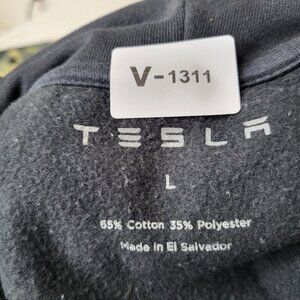 V-1311
TESLA
L
65% Cotton 35% Polyester
Made in El Salvador